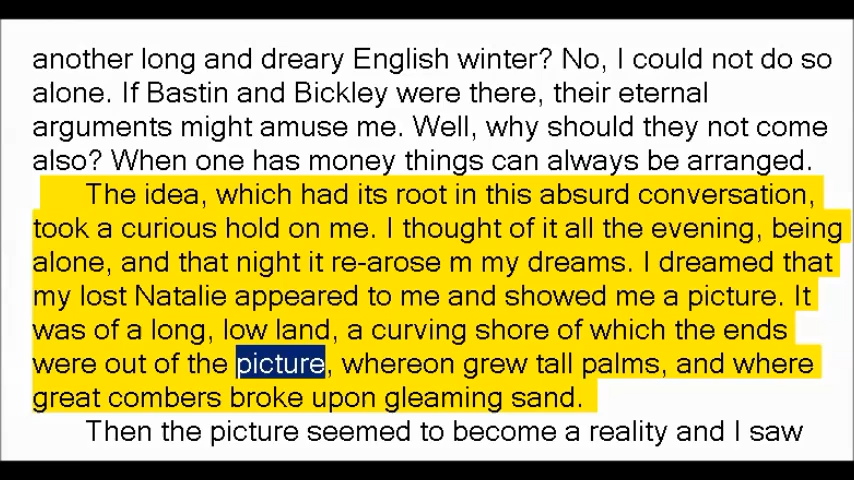 another long and dreary English winter? No, I could not do so
alone. If Bastin and Bickley were there, their eternal
arguments might amuse me. Well, why should they not come
also? When one has money things can always be arranged.
The idea, which had its root in this absurd conversation,
took a curious hold on me. I thought of it all the evening, being
alone, and that night it re-arose m my dreams. I dreamed that
my lost Natalie appeared to me and showed me a picture. It
was of a long, low land, a curving shore of which the ends
were out of the picture, whereon grew tall palms, and where
great combers broke upon gleaming sand.
Then the picture seemed to become a reality and I saw